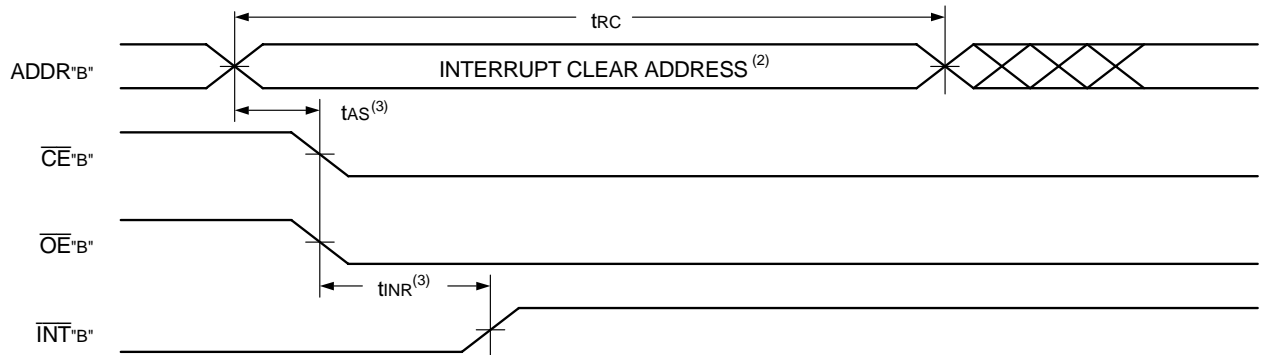 tRC
ADDR"B"
INTERRUPT CLEAR ADDRESS (2)
tAS(3)
CE"B"
OE"B"
tINR(3)
INT"B"